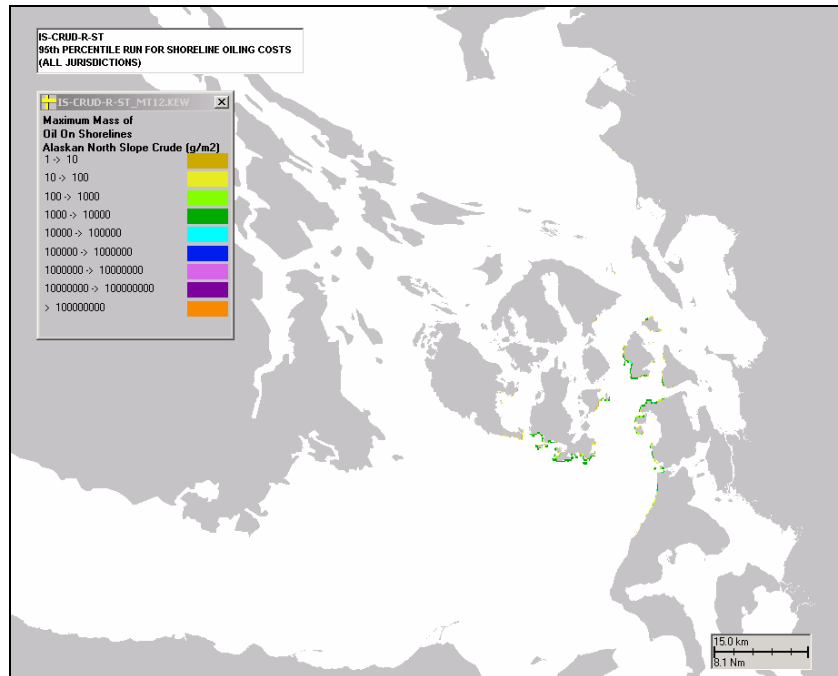 IS-CRUD-R-ST
95th PERCENTILE RUN FOR SHORELINE OILING COSTS
(ALL JURISDICTIONS)
IS-CRUD-R-ST_MT12.KEW
Maximum Mass of
Oil On Shorelines
Alaskan North Slope Crude (g/m2)
1 -> 10
10 -> 100
100 -> 1000
1000 -> 10000
10000 -> 100000
100000 -> 1000000
1000000 -> 10000000
10000000 -> 100000000
> 100000000
15.0 km
8.1 Nm